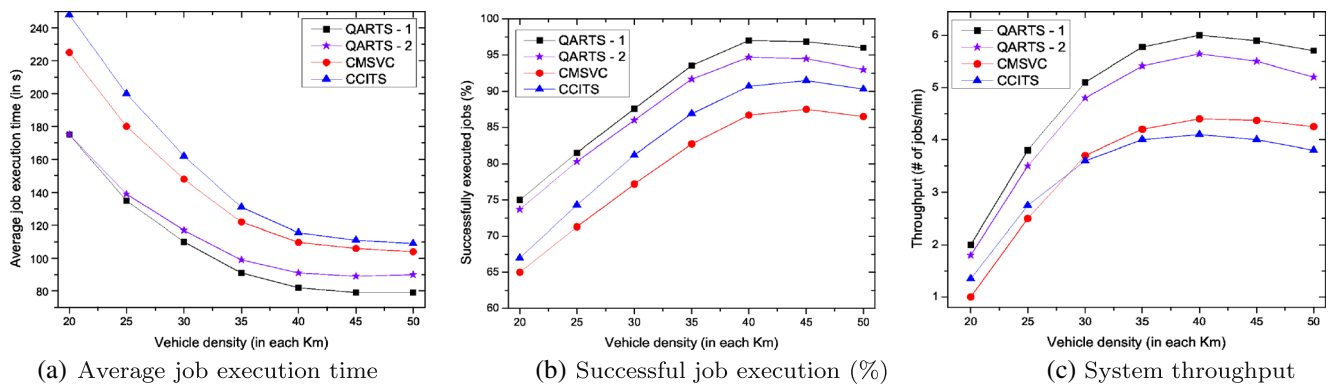 QARTS - 1
QARTS - 2
CMSVC
CCITS
240
220
200
180
160
140
120
100
80
20 25 30 35 40 45 50
Average job execution time (in s)
Vehicle density (in each Km)
(a) Average job execution time
QARTS - 1
QARTS - 2
CMSVC
CCITS
100
95
90
85
80
75
70
65
60
20 25 30 35 40 45 50
Successfully executed jobs (%)
Vehicle density (in each Km)
(b) Successful job execution (%)
QARTS - 1
QARTS - 2
CMSVC
CCITS
6
5
4
3
2
1
20 25 30 35 40 45 50
Throughput (# of jobs/min)
Vehicle density (in each Km)
(c) System throughput